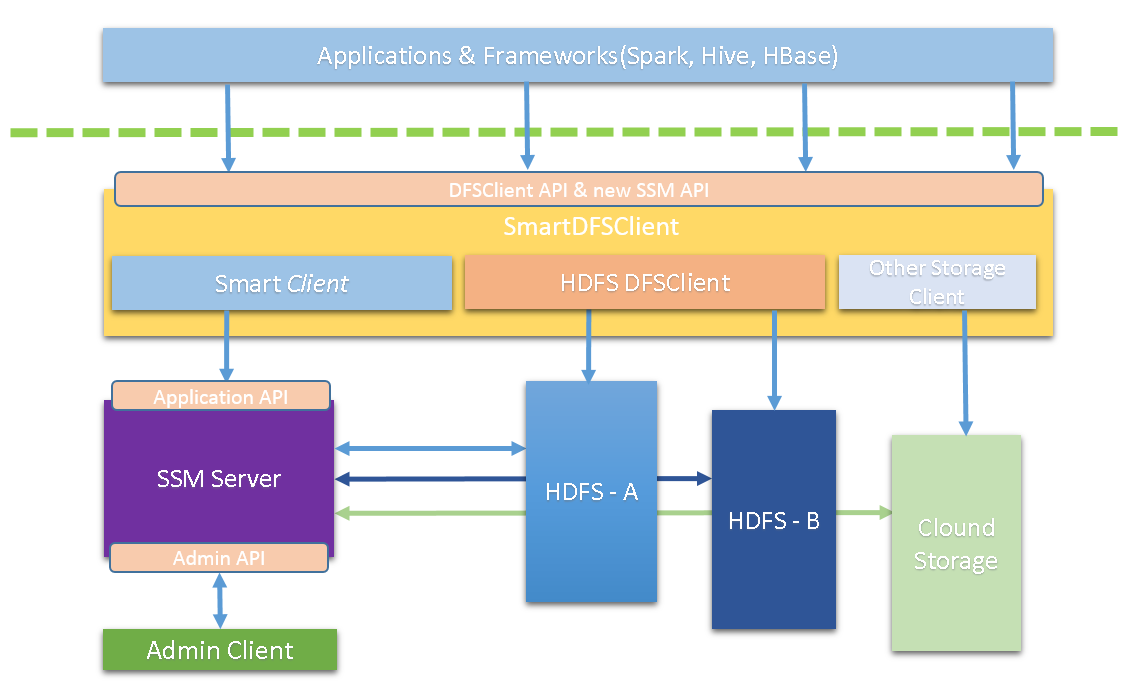 Applications & Frameworks(Spark, Hive, HBase)
DFSClient API & new SSM API
SmartDFSClient
Smart Client
HDFS DFSClient
Other Storage
Client
Application API
SSM Server
HDFS - A
HDFS - B
Clound
Storage
Admin API
Admin Client